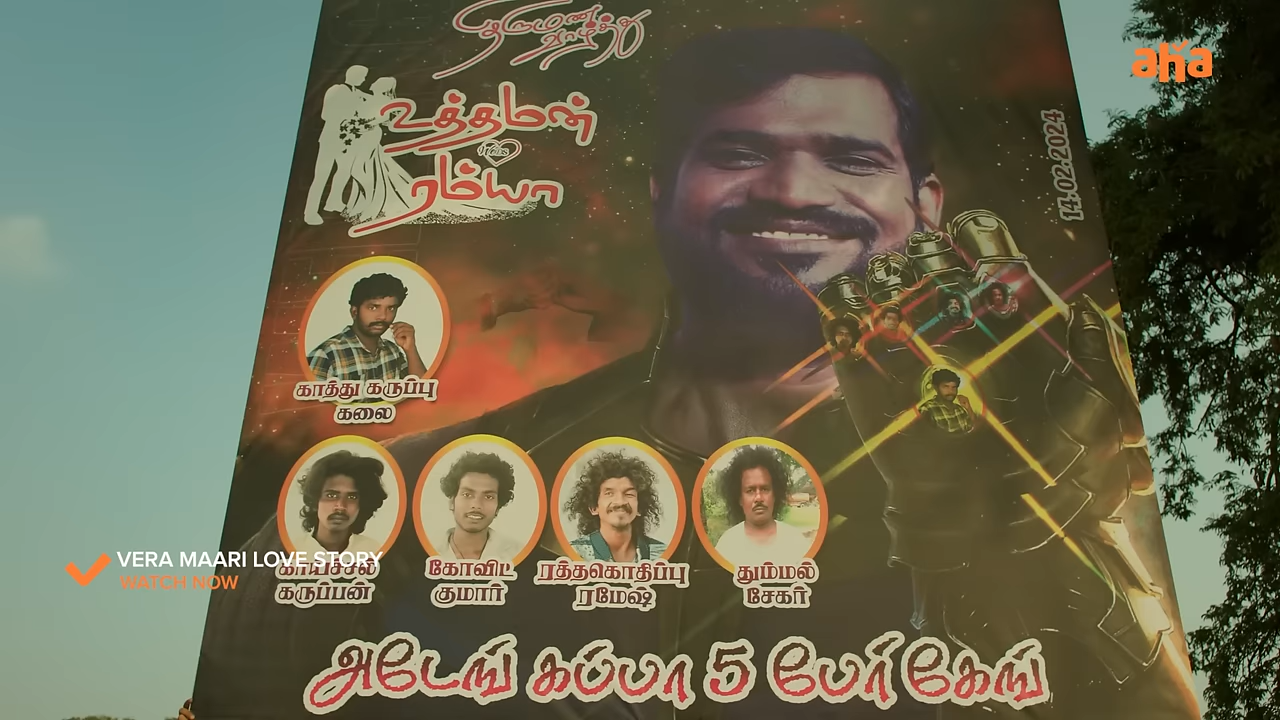 திருமண
வாழ்த்து
aha
உத்தமன்
ரம்யா
14.02.2024
காத்து கருப்பு
கலை
காய்ச்சல்
கருப்பன்
கோவிட்
குமார்
ரத்தகொதிப்பு
ரமேஷ்
தும்மல்
சேகர்
VERA MAARI LOVE STORY
WATCH NOW
அடேங் கப்பா 5 பேர் கேங்